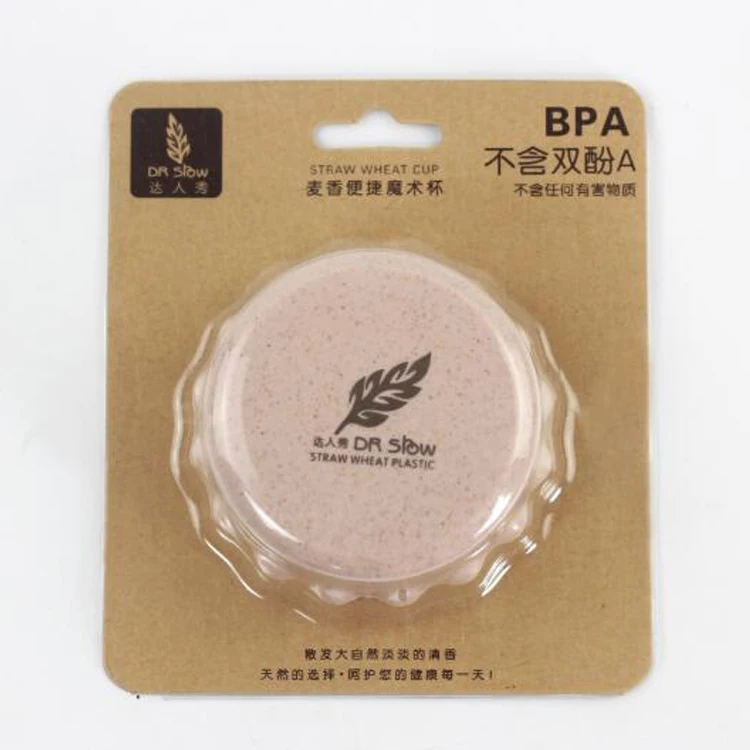 DR Show
达人秀
STRAW WHEAT CUP
麦香便捷魔术杯
BPA
不含双酚A
不含任何有害物质
达人秀 DR Show
STRAW WHEAT PLASTIC
散发大自然淡淡的清香
天然的选择·呵护您的健康每一天!